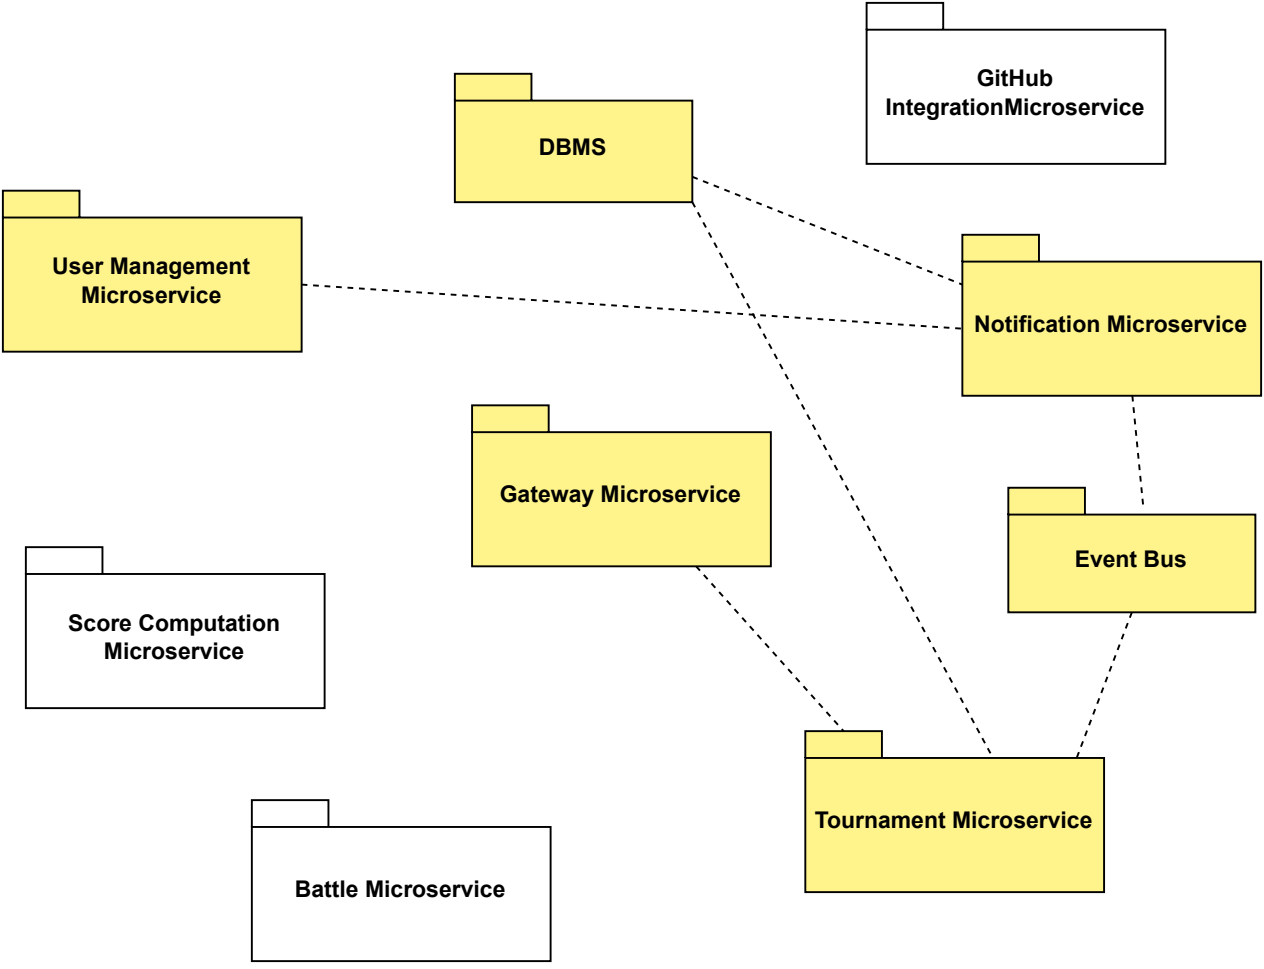 GitHub
IntegrationMicroservice
DBMS
User Management
Microservice
Notification Microservice
Gateway Microservice
Event Bus
Score Computation
Microservice
Tournament Microservice
Battle Microservice